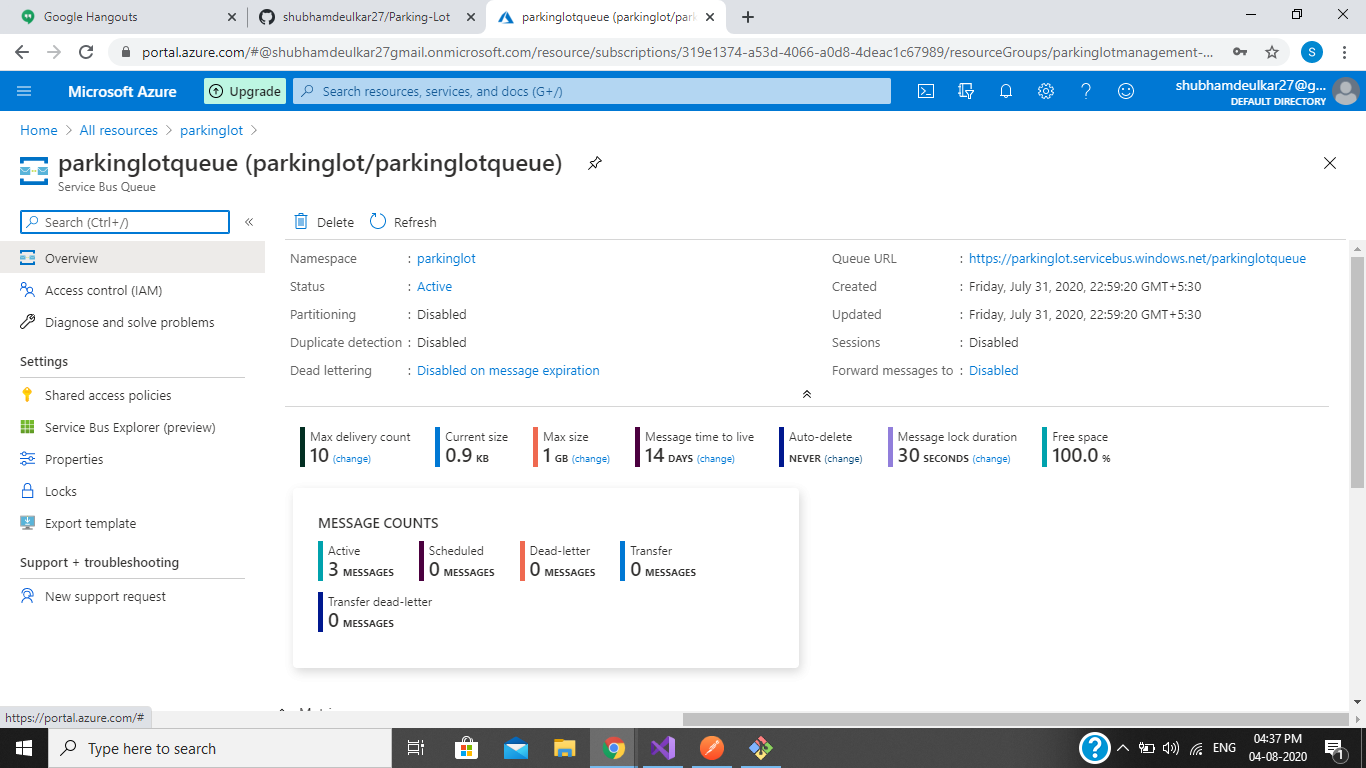 Google Hangouts
shubhamdeulkar27/Parking-Lot
parkinglotqueue (parkinglot/park
portal.azure.com/#@shubhamdeulkar27gmail.onmicrosoft.com/resource/subscriptions/319e1374-a53d-4066-a0d8-4deac1c67989/resourceGroups/parkinglotmanagement-...
S
Microsoft Azure
Upgrade
Search resources, services, and docs (G+/)
shubhamdeulkar27@g...
DEFAULT DIRECTORY
Home > All resources > parkinglot >
parkinglotqueue (parkinglot/parkinglotqueue)
Service Bus Queue
Search (Ctrl+/)
«
Delete
Refresh
Overview
Access control (IAM)
Diagnose and solve problems
Settings
Shared access policies
Service Bus Explorer (preview)
Properties
Locks
Export template
Support + troubleshooting
New support request
Namespace : parkinglot
Status : Active
Partitioning : Disabled
Duplicate detection : Disabled
Dead lettering : Disabled on message expiration
Queue URL : https://parkinglot.servicebus.windows.net/parkinglotqueue
Created : Friday, July 31, 2020, 22:59:20 GMT+5:30
Updated : Friday, July 31, 2020, 22:59:20 GMT+5:30
Sessions : Disabled
Forward messages to : Disabled
Max delivery count
10 (change)
Current size
0.9 KB
Max size
1 GB (change)
Message time to live
14 DAYS (change)
Auto-delete
NEVER (change)
Message lock duration
30 SECONDS (change)
Free space
100.0 %
MESSAGE COUNTS
Active
3 MESSAGES
Scheduled
0 MESSAGES
Dead-letter
0 MESSAGES
Transfer
0 MESSAGES
Transfer dead-letter
0 MESSAGES
https://portal.azure.com/#
Type here to search
ENG
04:37 PM
04-08-2020
1